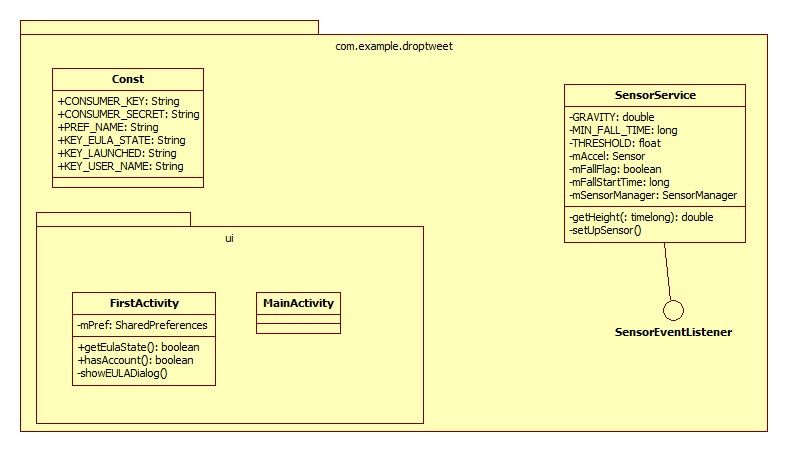 com.example.droptweet
Const
+CONSUMER_KEY: String
+CONSUMER_SECRET: String
+PREF_NAME: String
+KEY_EULA_STATE: String
+KEY_LAUNCHED: String
+KEY_USER_NAME: String
SensorService
-GRAVITY: double
-MIN_FALL_TIME: long
-THRESHOLD: float
-mAccel: Sensor
-mFallFlag: boolean
-mFallStartTime: long
-mSensorManager: SensorManager
-getHeight(: timelong): double
-setUpSensor()
SensorEventListener
ui
FirstActivity
-mPref: SharedPreferences
+getEulaState(): boolean
+hasAccount(): boolean
-showEULADialog()
MainActivity